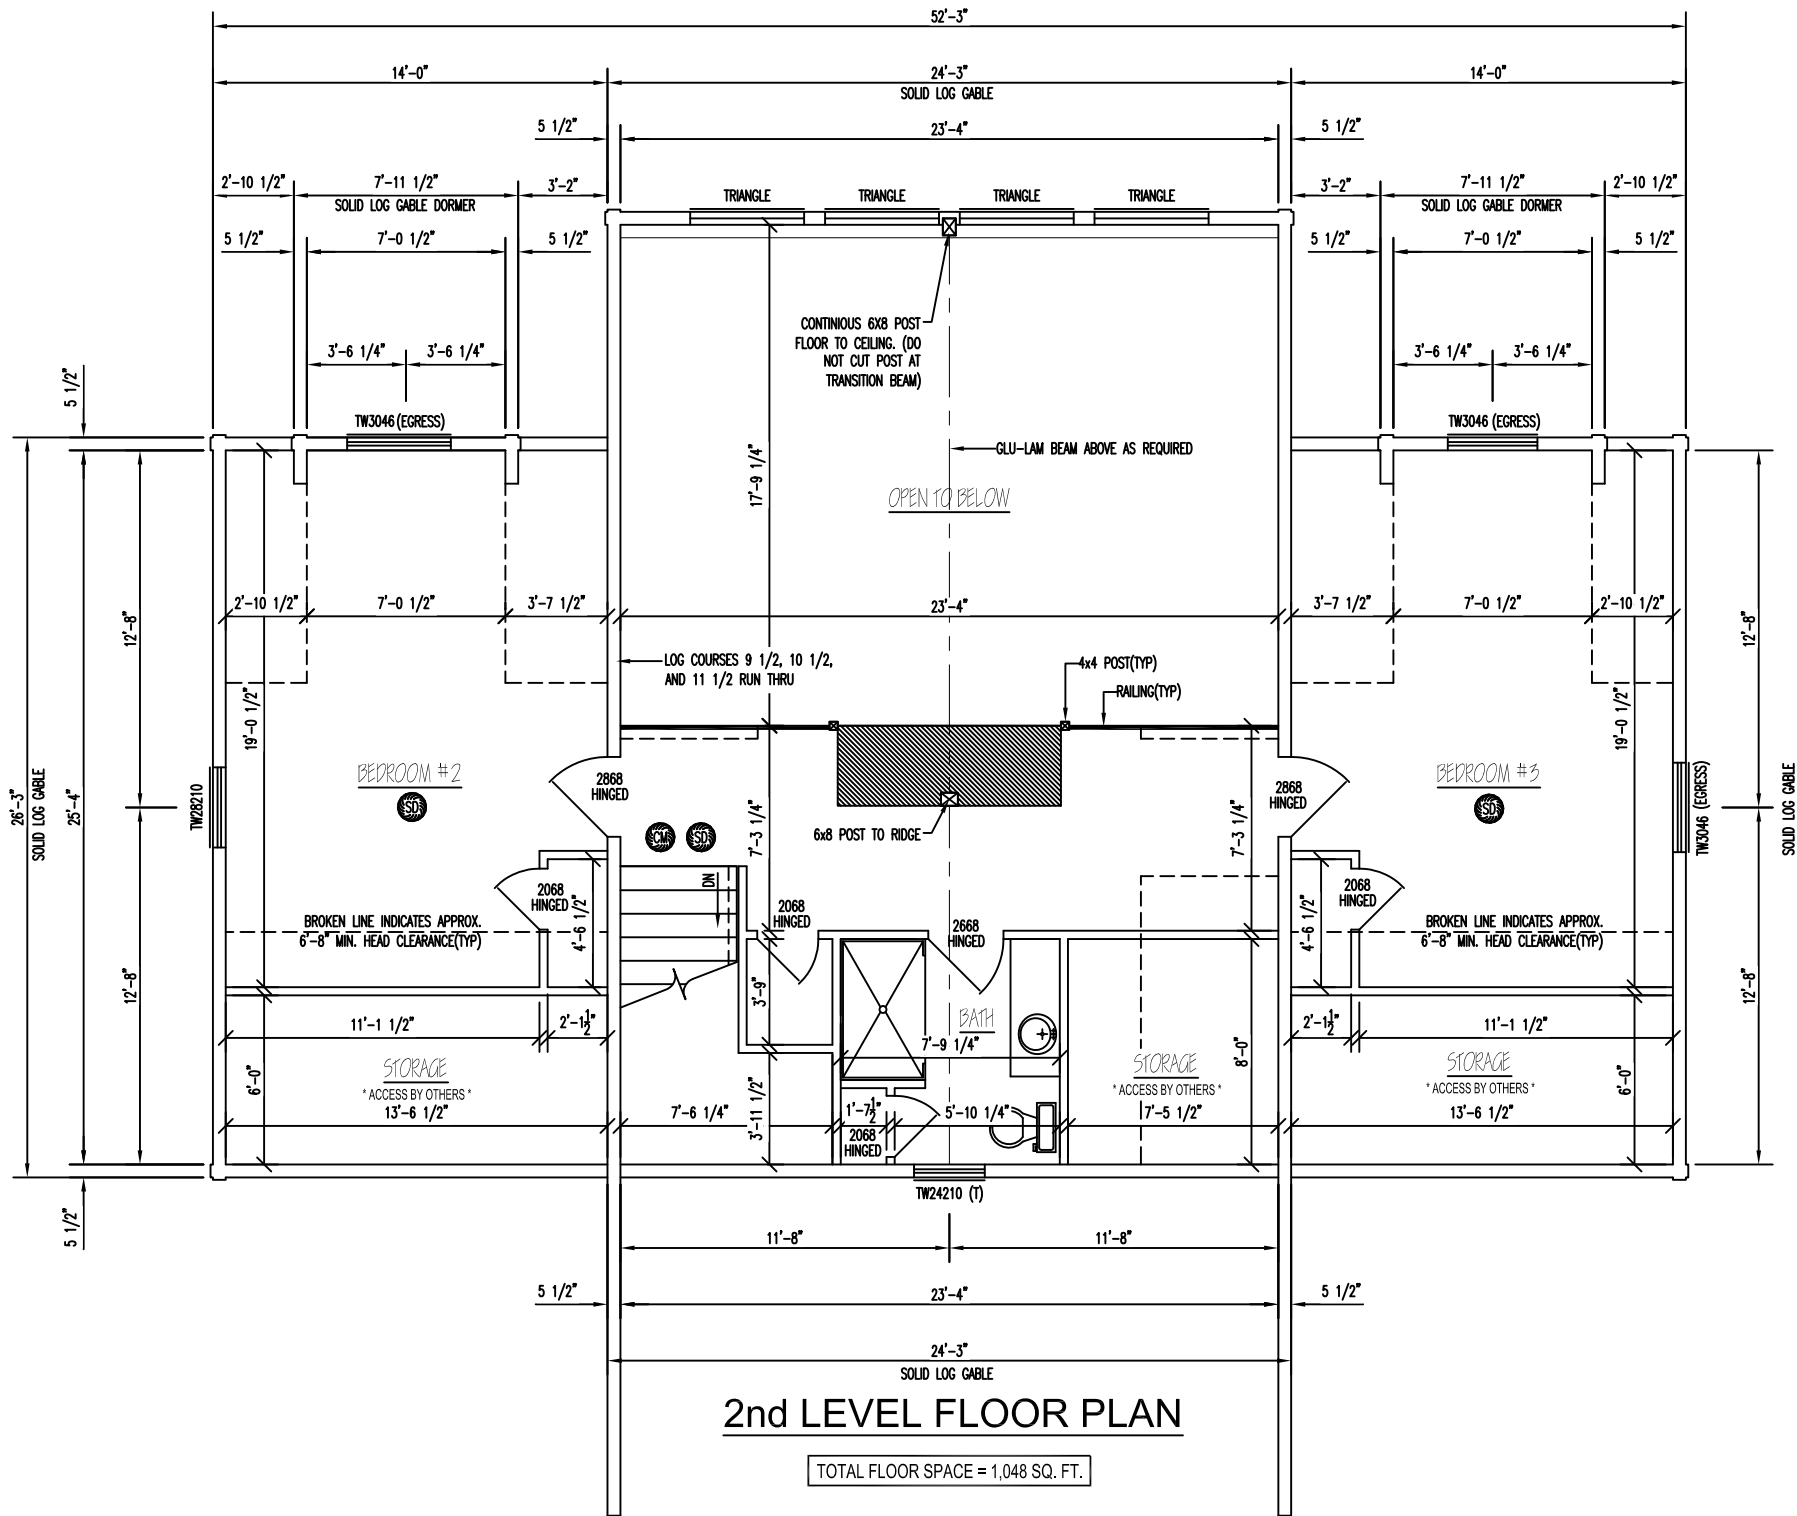 52'-3"
14'-0"
24'-3"
14'-0"
SOLID LOG GABLE
5 1/2"
23'-4"
5 1/2"
2'-10 1/2"
7'-11 1/2"
3'-2"
TRIANGLE
TRIANGLE
TRIANGLE
TRIANGLE
3'-2"
7'-11 1/2"
2'-10 1/2"
SOLID LOG GABLE DORMER
SOLID LOG GABLE DORMER
5 1/2"
7'-0 1/2"
5 1/2"
5 1/2"
7'-0 1/2"
5 1/2"
CONTINIOUS 6X8 POST
FLOOR TO CEILING. (DO
NOT CUT POST AT
TRANSITION BEAM)
3'-6 1/4"
3'-6 1/4"
3'-6 1/4"
3'-6 1/4"
5 1/2"
TW3046 (EGRESS)
TW3046 (EGRESS)
GLU-LAM BEAM ABOVE AS REQUIRED
17'-9 1/4"
OPEN TO BELOW
2'-10 1/2"
7'-0 1/2"
3'-7 1/2"
23'-4"
3'-7 1/2"
7'-0 1/2"
2'-10 1/2"
12'-8"
12'-8"
LOG COURSES 9 1/2, 10 1/2,
AND 11 1/2 RUN THRU
4x4 POST(TYP)
RAILING(TYP)
19'-0 1/2"
19'-0 1/2"
26'-3"
SOLID LOG GABLE
25'-4"
TW28210
BEDROOM #2
SD
2868
HINGED
CM
SD
7'-3 1/4"
6x8 POST TO RIDGE
7'-3 1/4"
2868
HINGED
BEDROOM #3
SD
TW3046 (EGRESS)
SOLID LOG GABLE
2068
HINGED
4'-6 1/2"
DN
2068
HINGED
2668
HINGED
4'-6 1/2"
2068
HINGED
BROKEN LINE INDICATES APPROX.
6'-8" MIN. HEAD CLEARANCE(TYP)
BROKEN LINE INDICATES APPROX.
6'-8" MIN. HEAD CLEARANCE(TYP)
12'-8"
12'-8"
3'-9"
11'-1 1/2"
2'-1 1/2"
BATH
7'-9 1/4"
8'-0"
2'-1 1/2"
11'-1 1/2"
STORAGE
* ACCESS BY OTHERS *
STORAGE
* ACCESS BY OTHERS *
STORAGE
* ACCESS BY OTHERS *
6'-0"
6'-0"
13'-6 1/2"
7'-6 1/4"
3'-11 1/2"
1'-7 1/2"
5'-10 1/4"
7'-5 1/2"
13'-6 1/2"
2068
HINGED
TW24210 (T)
5 1/2"
11'-8"
11'-8"
5 1/2"
23'-4"
5 1/2"
24'-3"
SOLID LOG GABLE
2nd LEVEL FLOOR PLAN
TOTAL FLOOR SPACE = 1,048 SQ. FT.